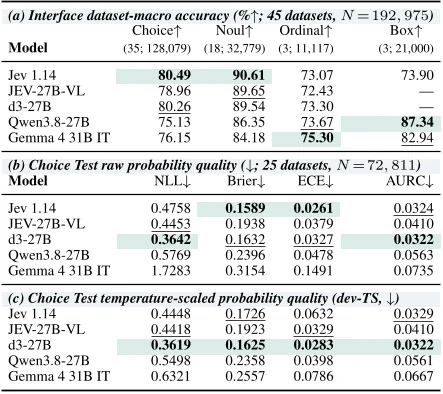 (a) Interface dataset-macro accuracy (%↑; 45 datasets, N = 192,975)
Choice↑ Noul↑ Ordinal↑ Box↑
Model (35; 128,079) (18; 32,779) (3; 11,117) (3; 21,000)
Jev 1.14 80.49 90.61 73.07 73.90
JEV-27B-VL 78.96 89.65 72.43 —
d3-27B 80.26 89.54 73.30 —
Qwen3.8-27B 75.13 86.35 73.67 87.34
Gemma 4 31B IT 76.15 84.18 75.30 82.94
(b) Choice Test raw probability quality (↓; 25 datasets, N = 72,811)
Model NLL↓ Brier↓ ECE↓ AURC↓
Jev 1.14 0.4758 0.1589 0.0261 0.0324
JEV-27B-VL 0.4453 0.1938 0.0379 0.0410
d3-27B 0.3642 0.1632 0.0327 0.0322
Qwen3.8-27B 0.5769 0.2396 0.0478 0.0563
Gemma 4 31B IT 1.7283 0.3154 0.1491 0.0735
(c) Choice Test temperature-scaled probability quality (dev-TS, ↓)
Jev 1.14 0.4448 0.1726 0.0632 0.0329
JEV-27B-VL 0.4418 0.1923 0.0329 0.0410
d3-27B 0.3619 0.1625 0.0283 0.0322
Qwen3.8-27B 0.5498 0.2358 0.0398 0.0561
Gemma 4 31B IT 0.6321 0.2557 0.0786 0.0667